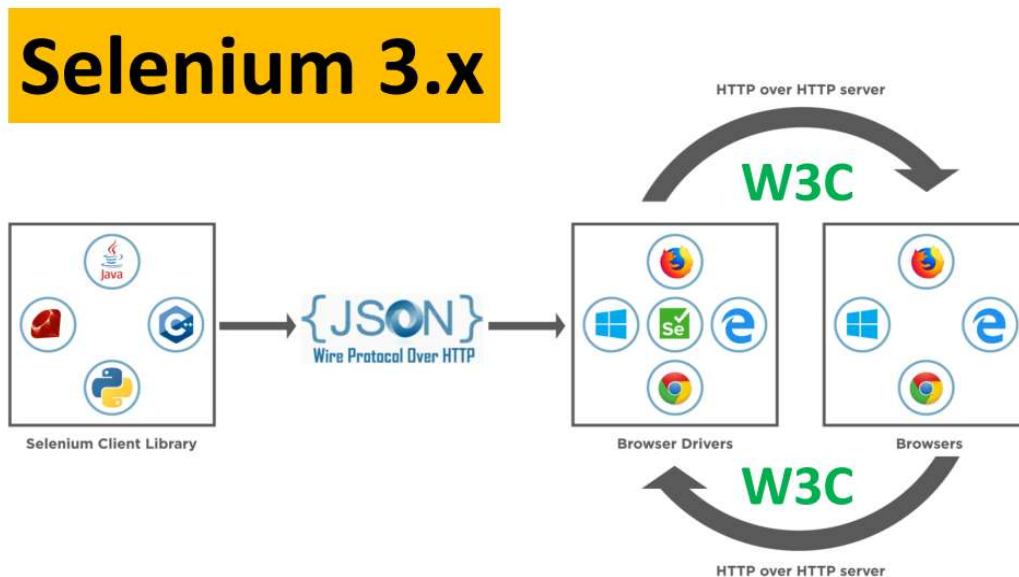 Selenium 3.x
HTTP over HTTP server
W3C
Java
C++
Se
{JSON}
Wire Protocol Over HTTP
Selenium Client Library
Browser Drivers
Browsers
W3C
HTTP over HTTP server